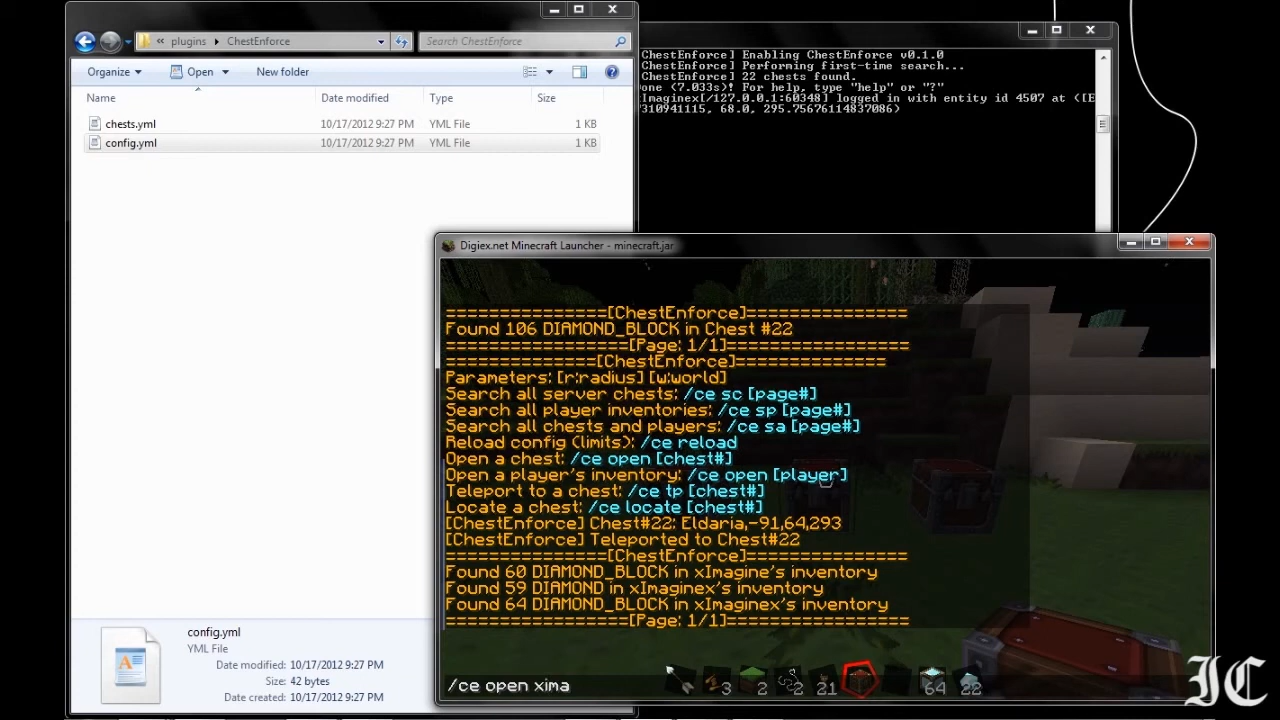 « plugins ▸ ChestEnforce
Search ChestEnforce
Organize
Open
New folder
Name
Date modified
Type
Size
chests.yml
10/17/2012 9:27 PM
YML File
1 KB
config.yml
10/17/2012 9:27 PM
YML File
1 KB
config.yml
YML File
Date modified: 10/17/2012 9:27 PM
Size: 42 bytes
Date created: 10/17/2012 9:27 PM
ChestEnforce] Enabling ChestEnforce v0.1.0
ChestEnforce] Performing first-time search...
ChestEnforce] 22 chests found.
one (7.033s)! For help, type "help" or "?"
Imaginex[/127.0.0.1:60348] logged in with entity id 4507 at ([E
310941115, 68.0, 295.75676114837086)
Digiex.net Minecraft Launcher - minecraft.jar
===============[ChestEnforce]===============
Found 106 DIAMOND_BLOCK in Chest #22
=================[Page: 1/1]=================
==============[ChestEnforce]==============
Parameters: [r:radius] [w:world]
Search all server chests: /ce sc [page#]
Search all player inventories: /ce sp [page#]
Search all chests and players: /ce sa [page#]
Reload config (limits): /ce reload
Open a chest: /ce open [chest#]
Open a player's inventory: /ce open [player]
Teleport to a chest: /ce tp [chest#]
Locate a chest: /ce locate [chest#]
[ChestEnforce] Chest#22: Eldaria,-91,64,293
[ChestEnforce] Teleported to Chest#22
===============[ChestEnforce]===============
Found 60 DIAMOND_BLOCK in xImagine's inventory
Found 59 DIAMOND in xImaginex's inventory
Found 64 DIAMOND_BLOCK in xImaginex's inventory
=================[Page: 1/1]=================
/ce open xima
3 2 2 21 64 22
IC